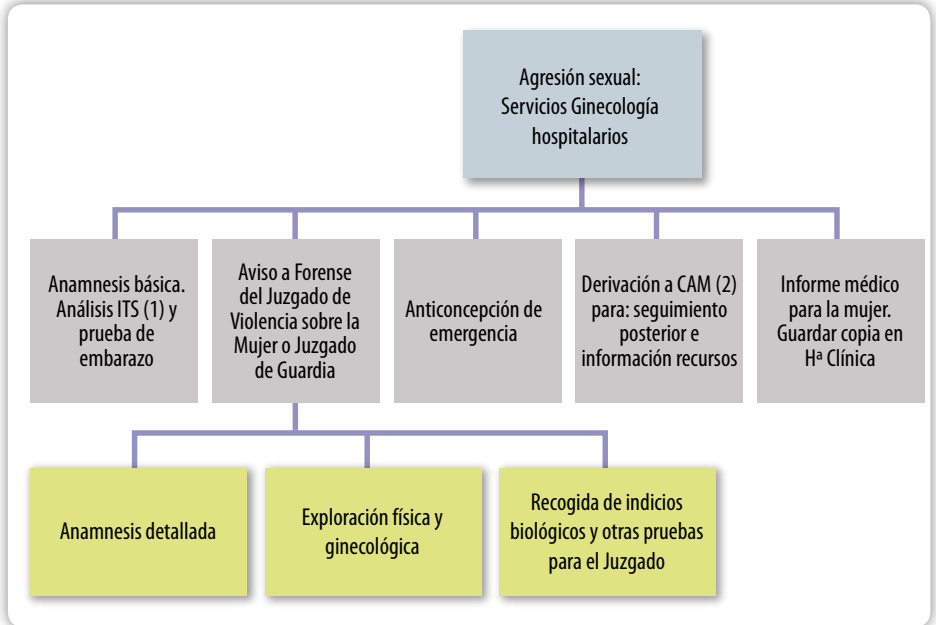 Agresión sexual:
Servicios Ginecología
hospitalarios
Anamnesis básica.
Análisis ITS (1) y
prueba de
embarazo
Aviso a Forense
del Juzgado de
Violencia sobre la
Mujer o Juzgado
de Guardia
Anticoncepción de
emergencia
Derivación a CAM (2)
para: seguimiento
posterior e
información recursos
Informe médico
para la mujer.
Guardar copia en
Hª Clínica
Anamnesis detallada
Exploración física y
ginecológica
Recogida de indicios
biológicos y otras pruebas
para el Juzgado